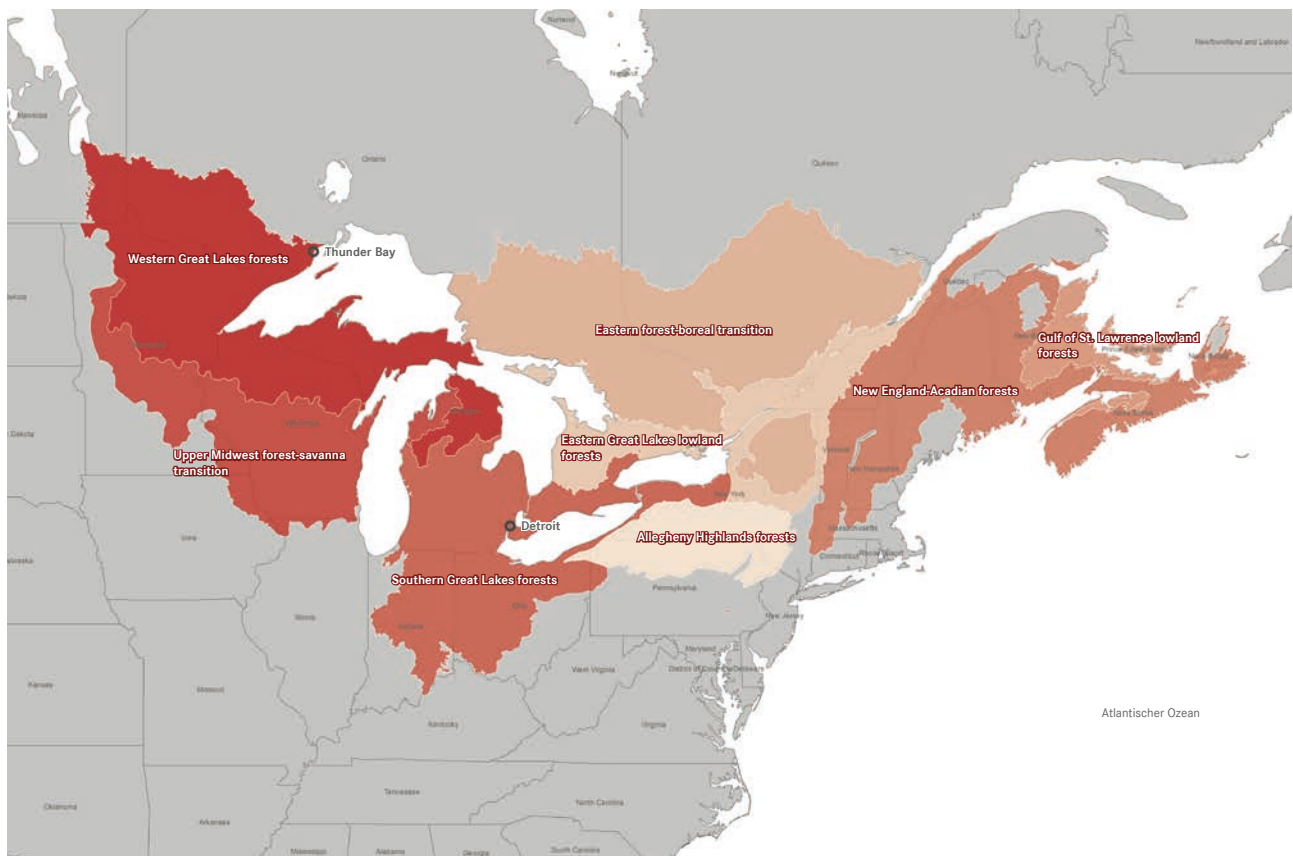 Nunavut
Newfoundland and Labrador
Manitoba
Ontario
Québec
Western Great Lakes forests
Thunder Bay
Eastern forest-boreal transition
Gulf of St. Lawrence lowland
forests
New England-Acadian forests
Upper Midwest forest-savanna
transition
Eastern Great Lakes lowland
forests
Vermont
New Hampshire
New York
Detroit
Allegheny Highlands forests
Massachusetts
Connecticut
Iowa
Southern Great Lakes forests
Ohio
Pennsylvania
Illinois
Indiana
New Jersey
Maryland
West Virginia
Kansas
Missouri
Kentucky
Virginia
Atlantischer Ozean
Tennessee
North Carolina
Oklahoma
Arkansas
Mississippi
Alabama
Georgia
South Carolina